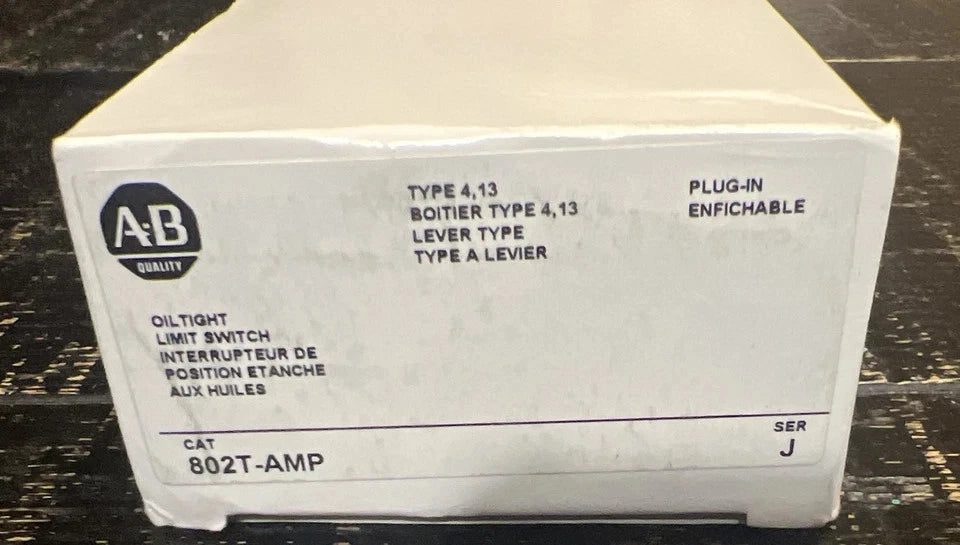 A-B
QUALITY
TYPE 4,13
BOITIER TYPE 4,13
LEVER TYPE
TYPE A LEVIER
PLUG-IN
ENFICHABLE
OILTIGHT
LIMIT SWITCH
INTERRUPTEUR DE
POSITION ETANCHE
AUX HUILES
CAT
802T-AMP
SER
J